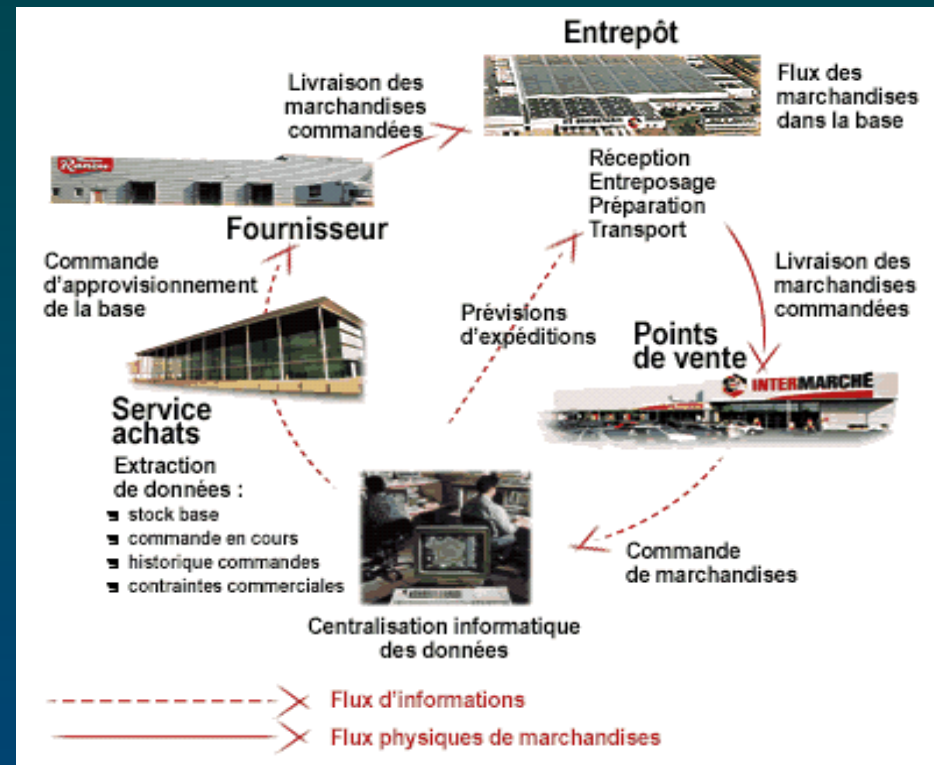 Entrepôt
Livraison des
marchandises
commandées
Flux des
marchandises
dans la base
Ranou
Réception
Entreposage
Préparation
Transport
Fournisseur
Commande
d'approvisionnement
de la base
Livraison des
marchandises
commandées
Prévisions
d'expéditions
Points
de vente
INTERMARCHÉ
Service
achats
Extraction
de données :
stock base
commande en cours
historique commandes
contraintes commerciales
Commande
de marchandises
Centralisation informatique
des données
Flux d'informations
Flux physiques de marchandises